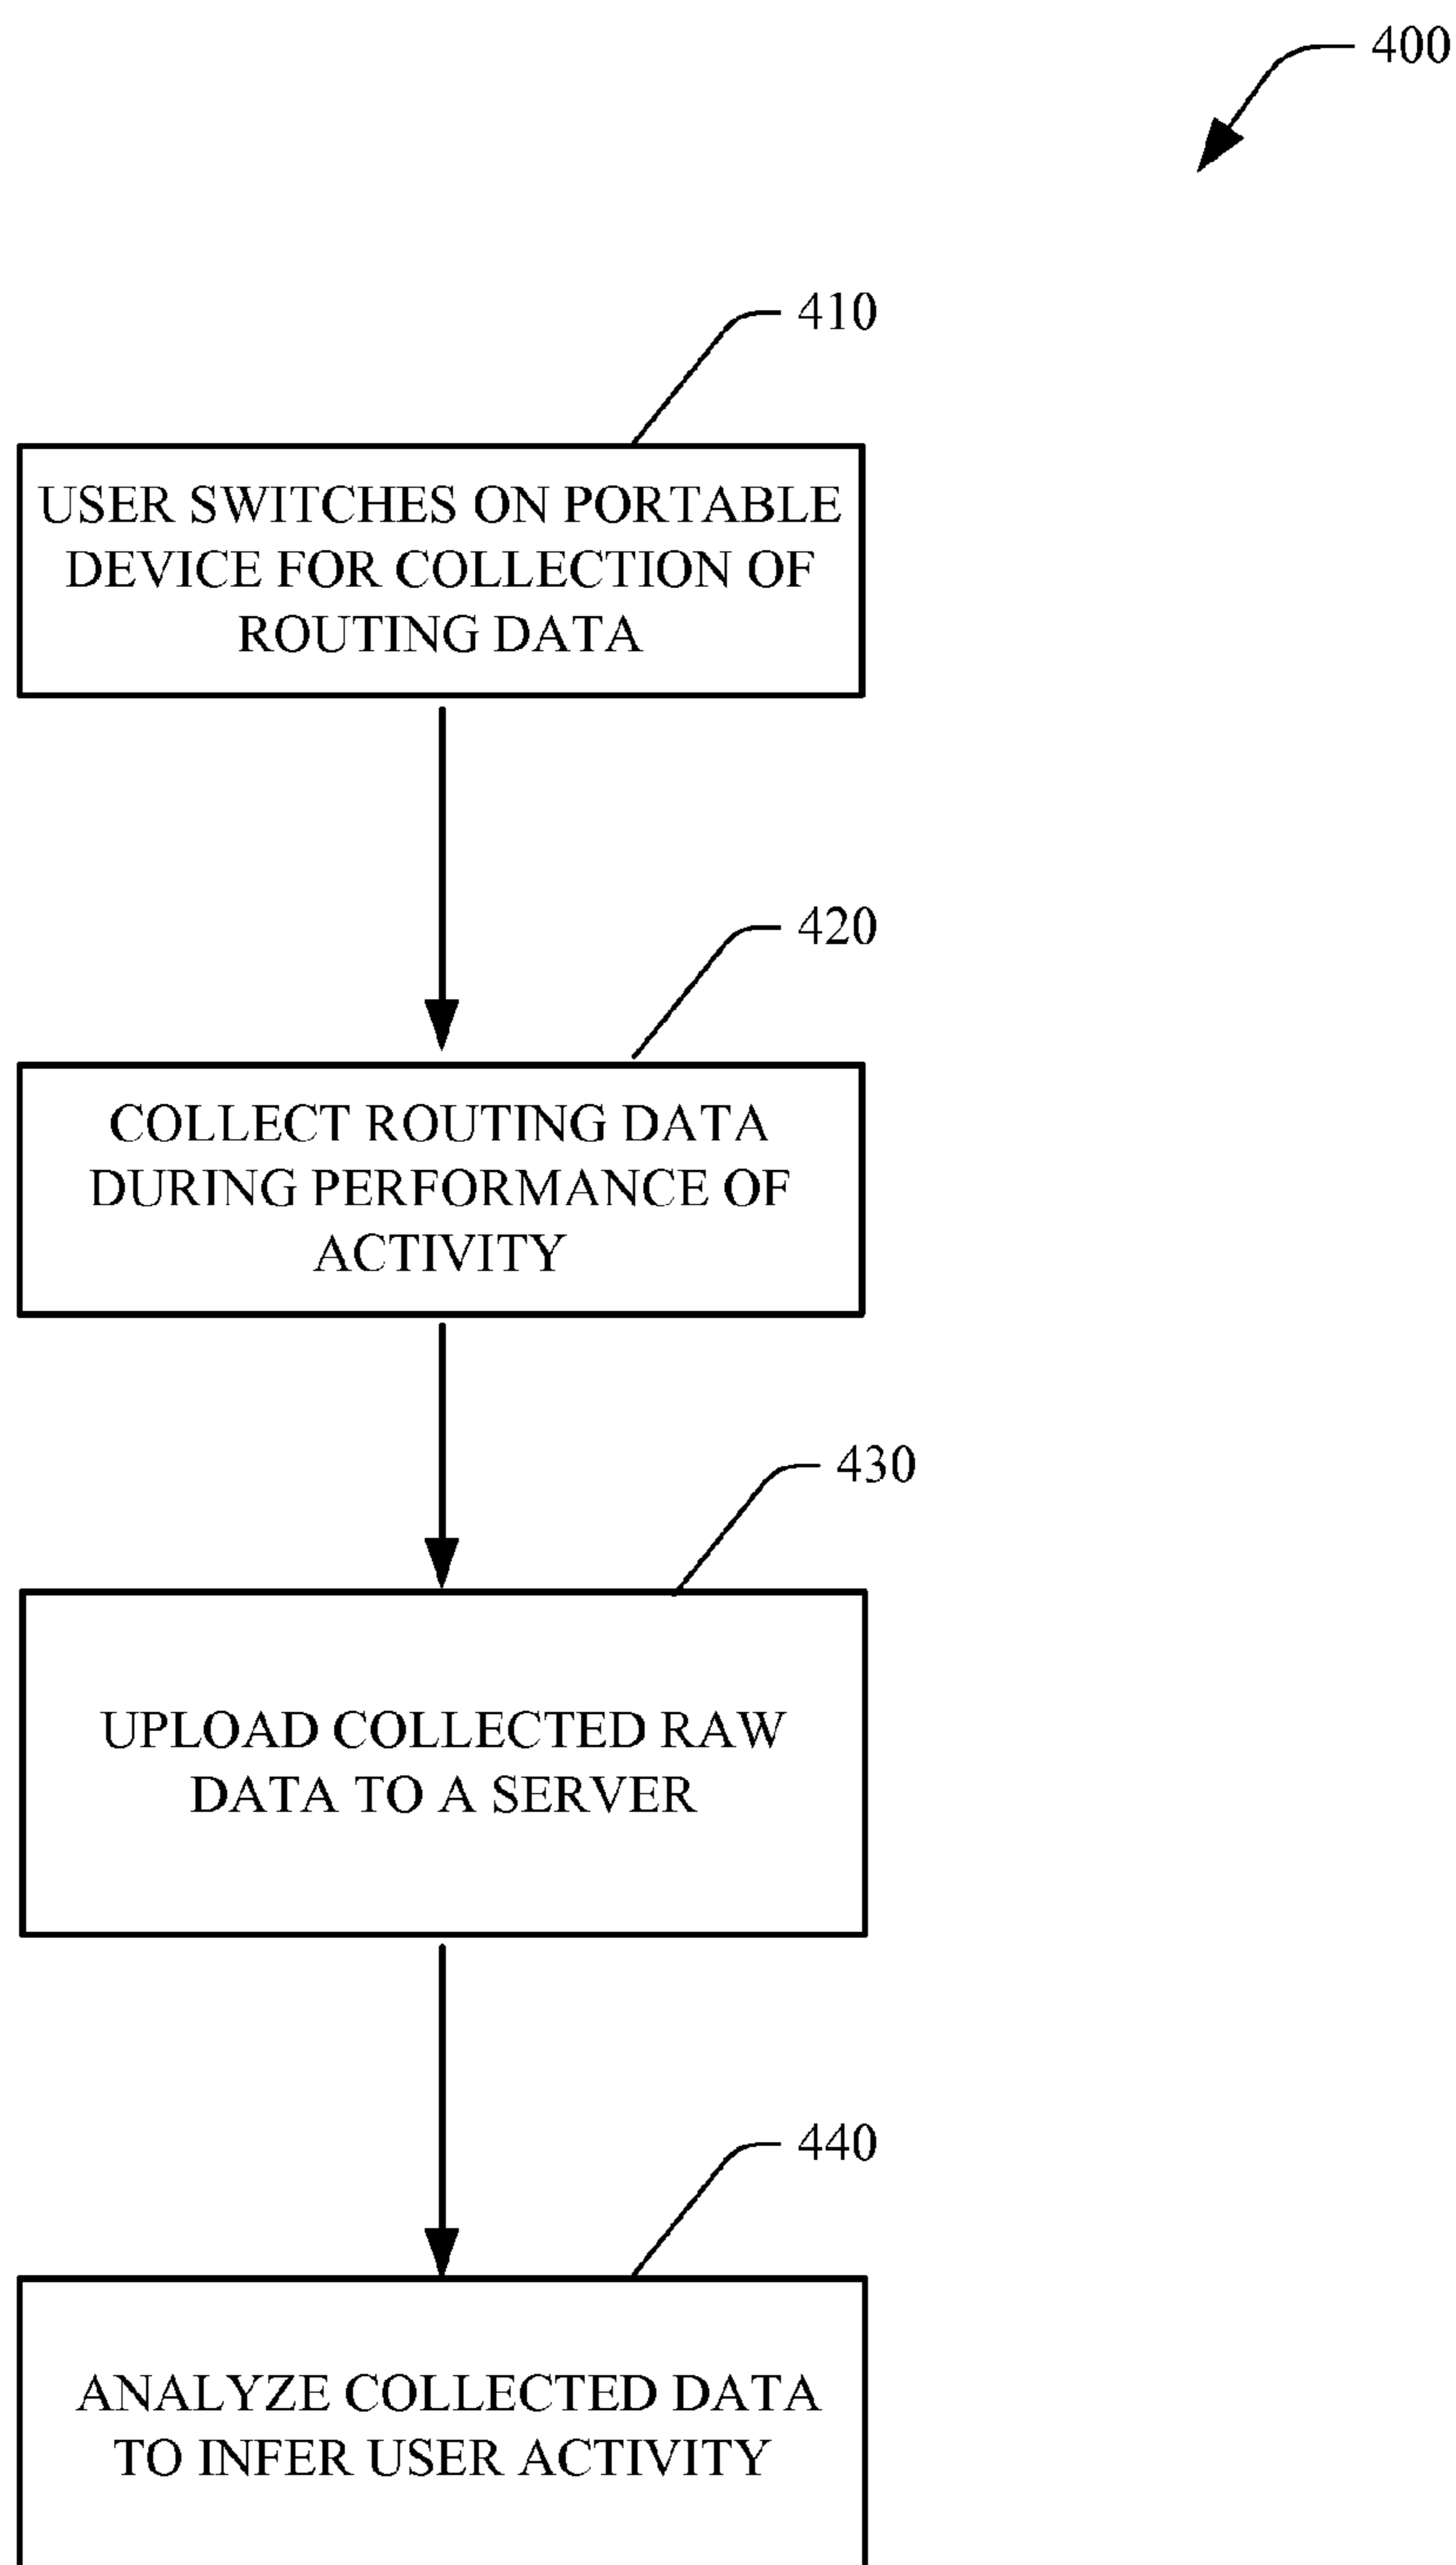 400
410
USER SWITCHES ON PORTABLE
DEVICE FOR COLLECTION OF
ROUTING DATA
420
COLLECT ROUTING DATA
DURING PERFORMANCE OF
ACTIVITY
430
UPLOAD COLLECTED RAW
DATA TO A SERVER
440
ANALYZE COLLECTED DATA
TO INFER USER ACTIVITY